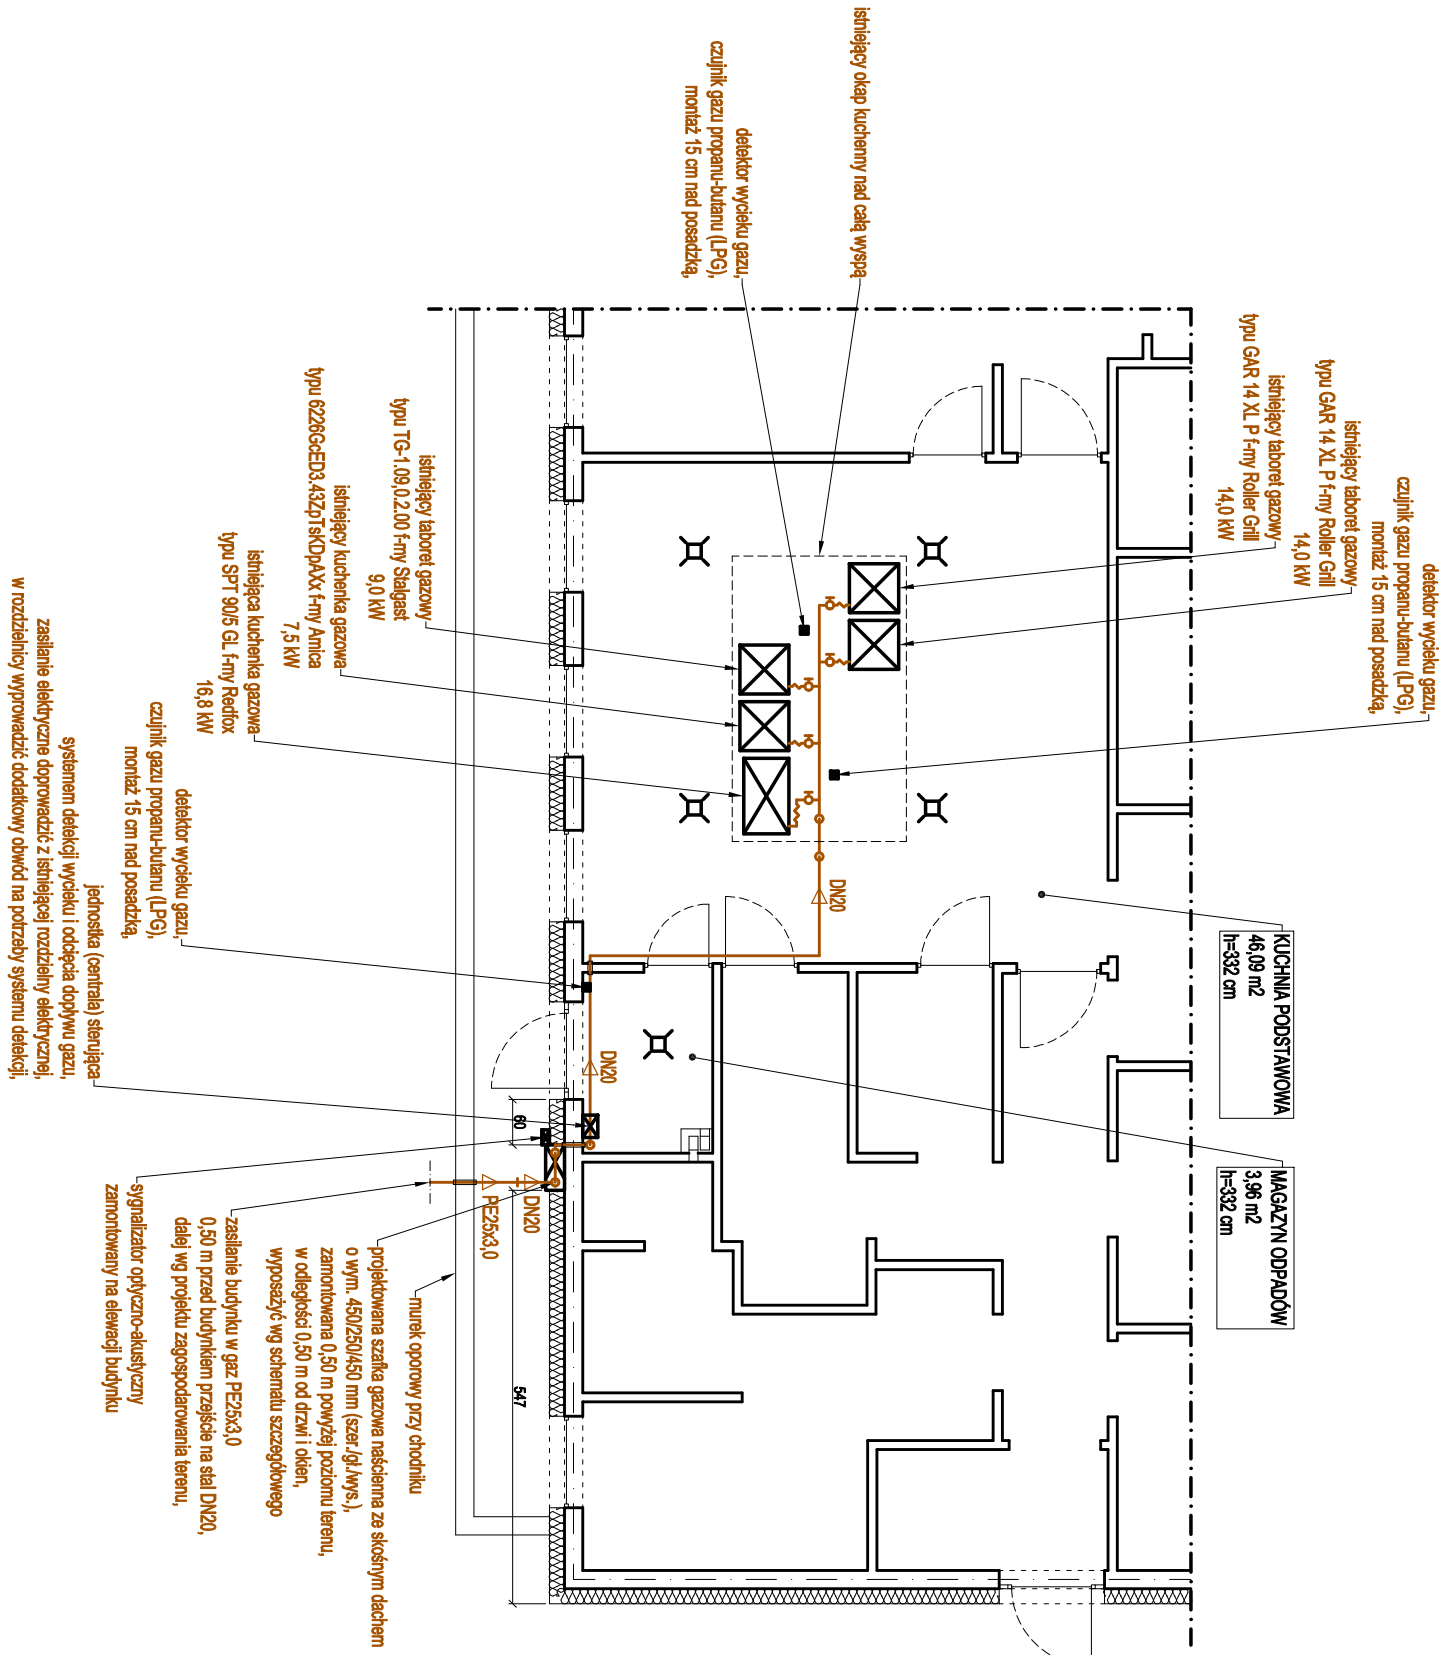 istniejący okap kuchenny nad całą wyspą
detektor wycieku gazu,
czujnik gazu propanu-butanu (LPG),
montaż 15 cm nad posadzką,
istniejący taboret gazowy
typu GAR 14 XL P f-my Roller Grill
14,0 kW
istniejący taboret gazowy
typu GAR 14 XL P f-my Roller Grill
14,0 kW
detektor wycieku gazu,
czujnik gazu propanu-butanu (LPG),
montaż 15 cm nad posadzką,
istniejący taboret gazowy
typu TG-1.09,0.2.00 f-my Stalgast
9,0 kW
istniejący kuchenka gazowa
typu 6226GcED3.43ZpTsKDpAXx f-my Amica
7,5 kW
istniejąca kuchenka gazowa
typu SPT 90/5 GL f-my Redfox
16,8 kW
detektor wycieku gazu,
czujnik gazu propanu-butanu (LPG),
montaż 15 cm nad posadzką,
jednostka (centrala) sterująca
systemem detekcji wycieku i odcięcia dopływu gazu,
zasilanie elektryczne doprowadzić z istniejącej rozdzielny elektrycznej,
w rozdzielnicy wyprowadzić dodatkowy obwód na potrzeby systemu detekcji,
KUCHNIA PODSTAWOWA
46,09 m2
h=332 cm
MAGAZYN ODPADÓW
3,96 m2
h=332 cm
DN20
DN20
DN20
PE25x3,0
60
547
murek oporowy przy chodniku
projektowana szafka gazowa naścienna ze skośnym dachem
o wym. 450/250/450 mm (szer./gł./wys.),
zamontowana 0,50 m powyżej poziomu terenu,
w odległości 0,50 m od drzwi i okien,
wyposażyć wg schematu szczegółowego
zasilanie budynku w gaz PE25x3,0
0,50 m przed budynkiem przejście na stal DN20,
dalej wg projektu zagospodarowania terenu,
sygnalizator optyczno-akustyczny
zamontowany na elewacji budynku